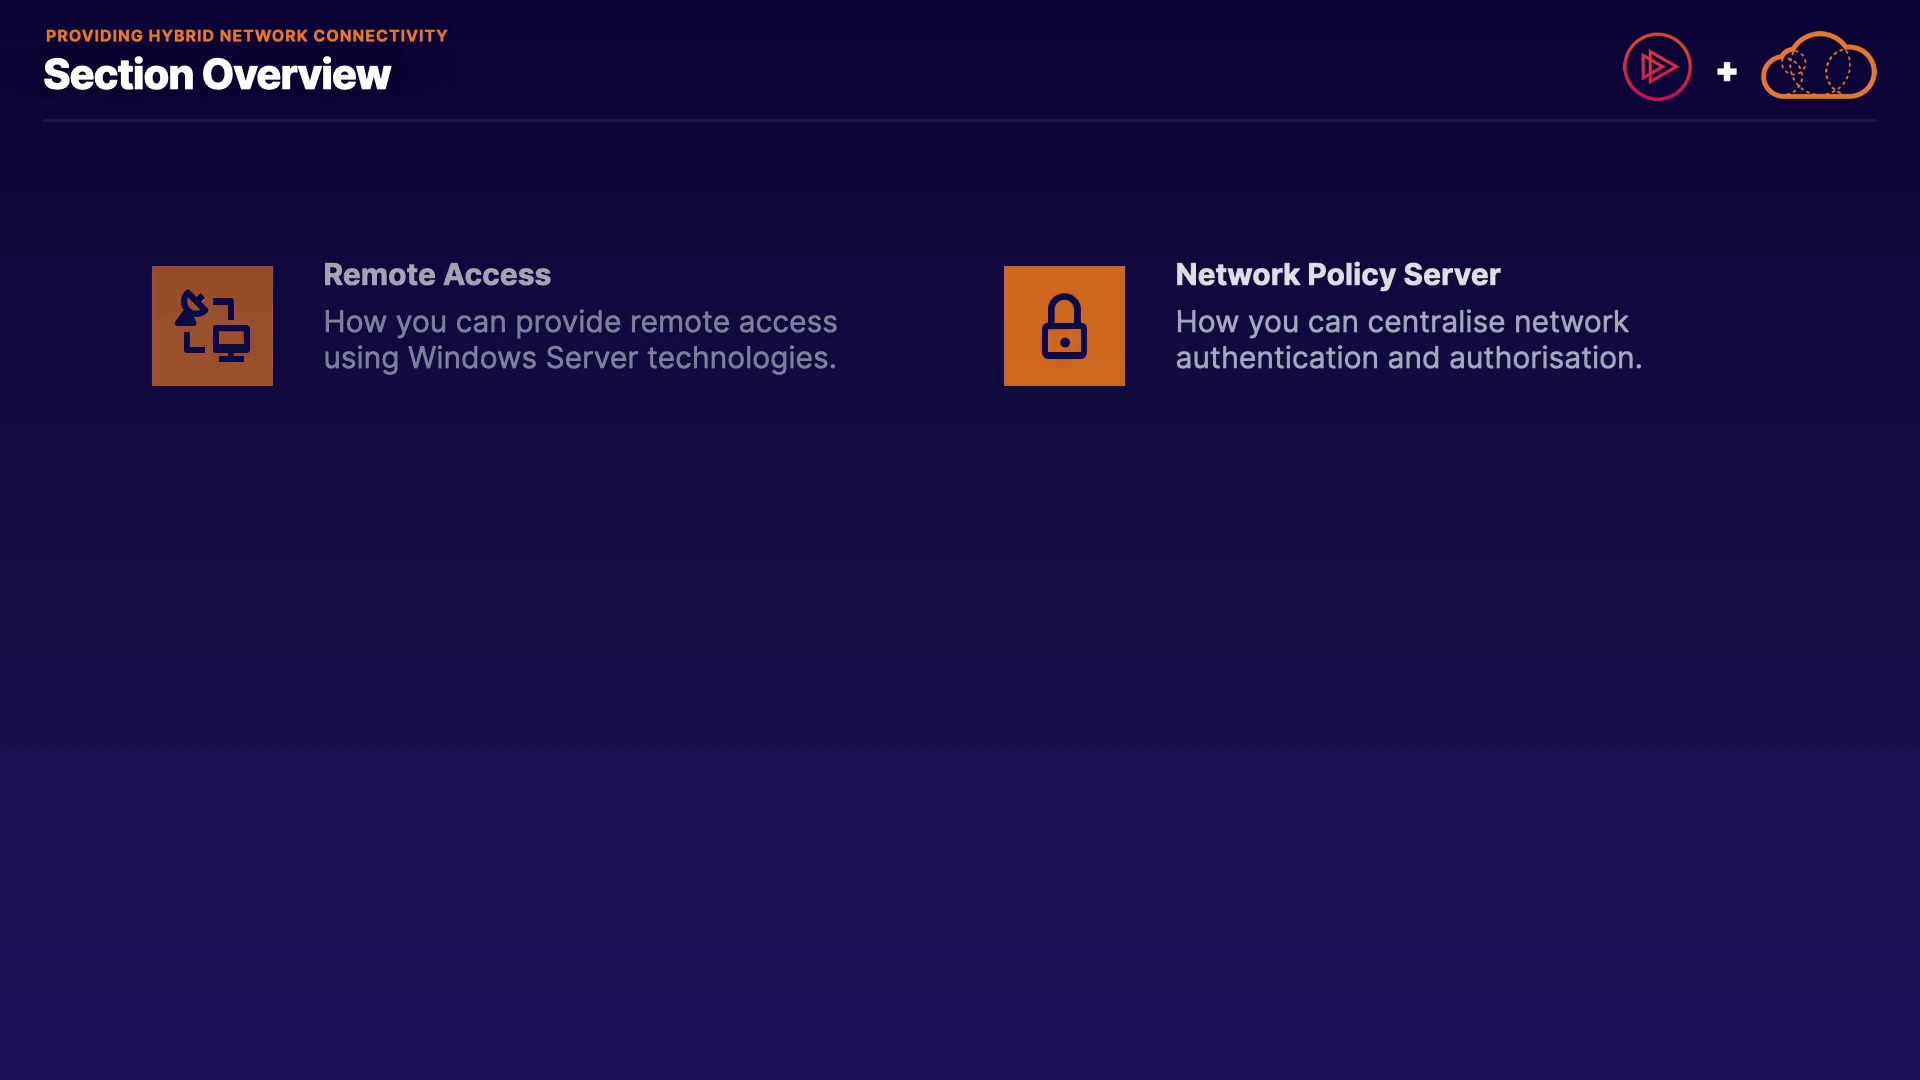 PROVIDING HYBRID NETWORK CONNECTIVITY
Section Overview
Remote Access
How you can provide remote access
using Windows Server technologies.
Network Policy Server
How you can centralise network
authentication and authorisation.